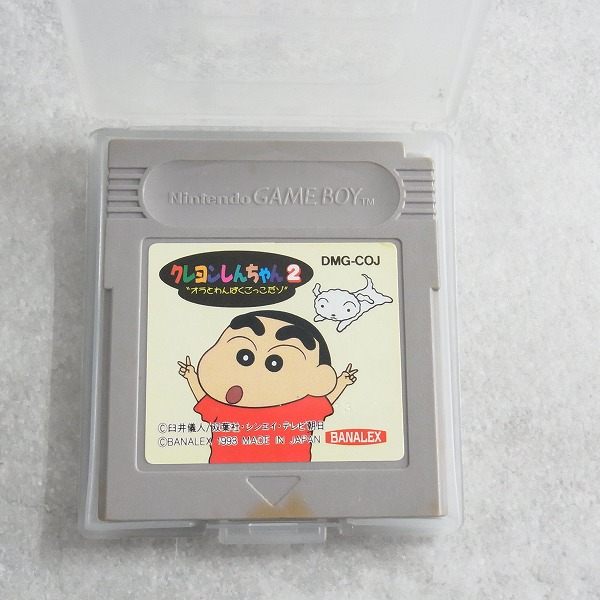 Nintendo GAME BOY TM
DMG-COJ
クレヨンしんちゃん2
"オラとわんぱくごっこだゾ"
©臼井儀人/双葉社・シンエイ・テレビ朝日
©BANALEX 1993 MADE IN JAPAN
BANALEX